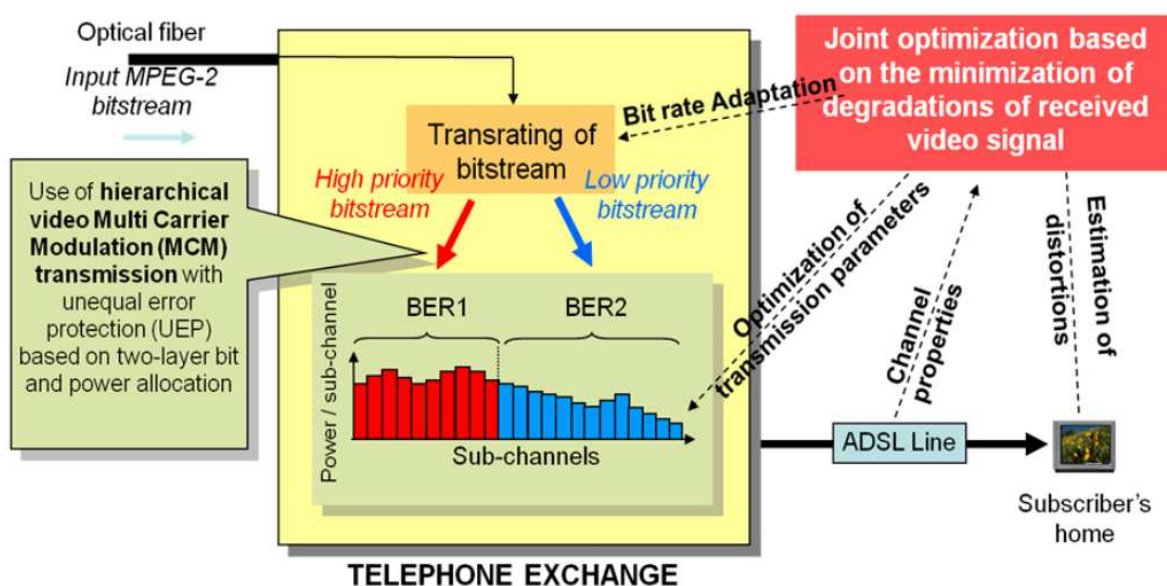 Optical fiber
Input MPEG-2
bitstream
Use of hierarchical
video Multi Carrier
Modulation (MCM)
transmission with
unequal error
protection (UEP)
based on two-layer bit
and power allocation
Transrating of
bitstream
High priority
bitstream
Low priority
bitstream
BER1
BER2
Power / sub-channel
Sub-channels
TELEPHONE EXCHANGE
Joint optimization based
on the minimization of
degradations of received
video signal
Bit rate Adaptation
Optimization of
transmission parameters
Channel
properties
Estimation of
distortions
ADSL Line
Subscriber's
home